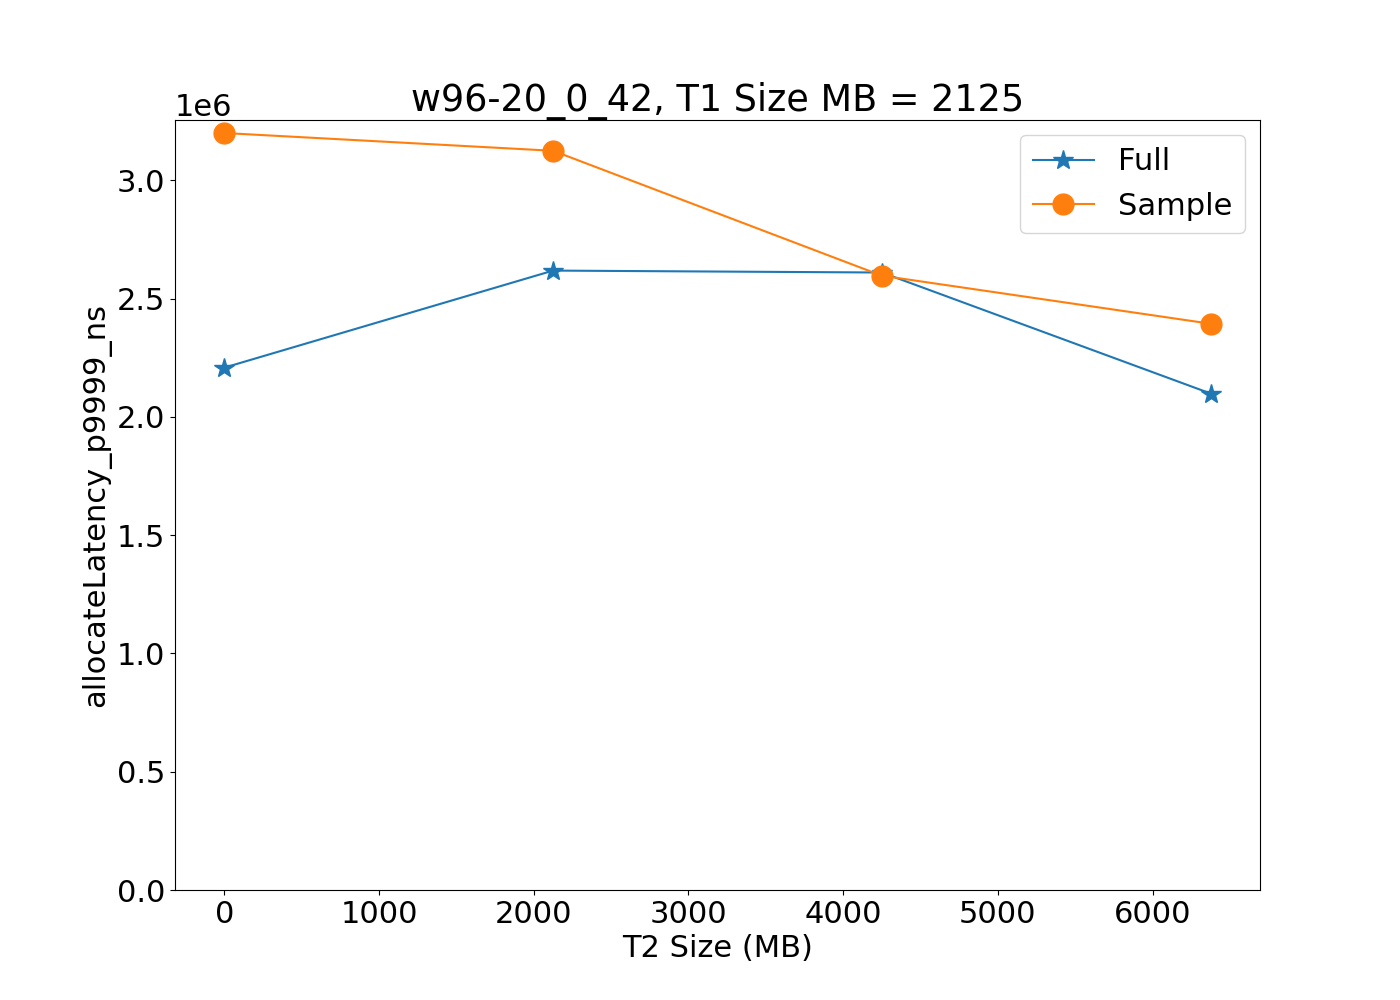 w96-20_0_42, T1 Size MB = 2125
1e6
Full
Sample
3.0
2.5
2.0
1.5
1.0
0.5
0.0
allocateLatency_p9999_ns
0 1000 2000 3000 4000 5000 6000
T2 Size (MB)